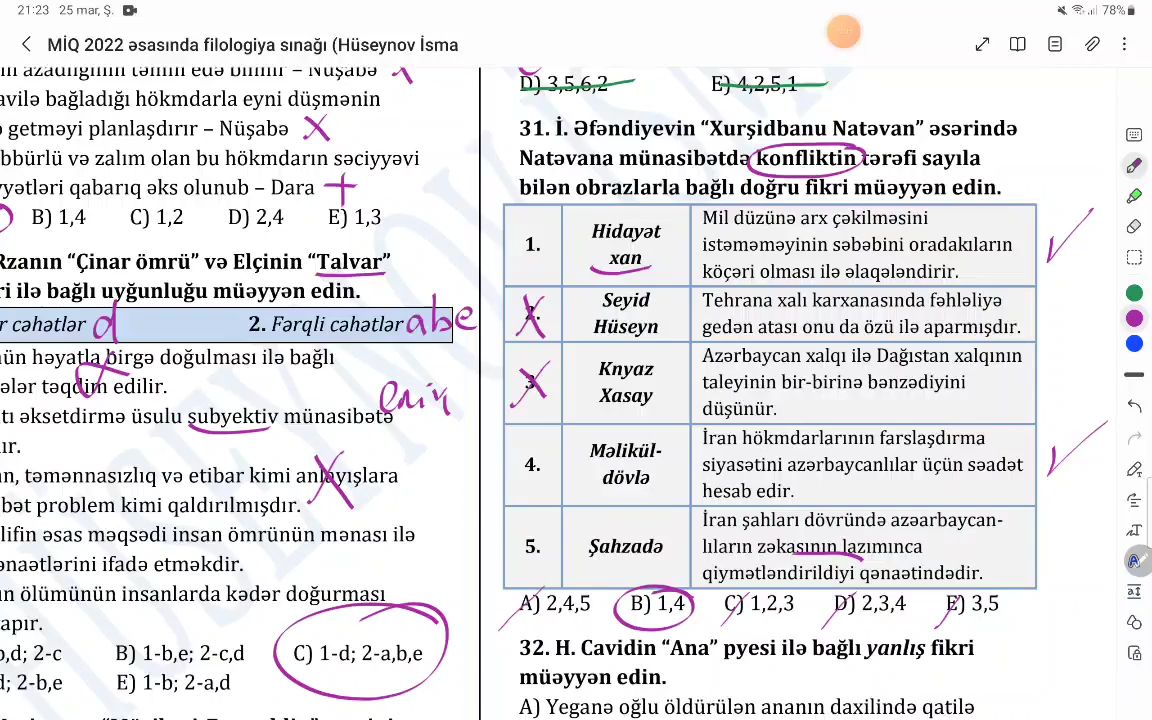 21:23 25 mar, Ş. 78%
MİQ 2022 əsasında filologiya sınağı (Hüseynov İsma
azadlığının təmin edə bilmir – Nüşabə
avilə bağladığı hökmdarla eyni düşmənin
ə getməyi planlaşdırır – Nüşabə
bbürlü və zalım olan bu hökmdarın səciyyəvi
yyətləri qabarıq əks olunub – Dara
B) 1,4 C) 1,2 D) 2,4 E) 1,3
Rzanın “Çinar ömrü” və Elçinin “Talvar”
ri ilə bağlı uyğunluğu müəyyən edin.
r cəhətlər d 2. Fərqli cəhətlər abe
nün həyatla birgə doğulması ilə bağlı
ələr təqdim edilir.
tı əksetdirmə üsulu subyektiv münasibətə
ır.
n, təmənnasızlıq və etibar kimi anlayışlara
bət problem kimi qaldırılmışdır.
lifin əsas məqsədi insan ömrünün mənası ilə
ənaətlərini ifadə etməkdir.
n ölümünün insanlarda kədər doğurması
apır.
b,d; 2-c B) 1-b,e; 2-c,d C) 1-d; 2-a,b,e
d; 2-b,e E) 1-b; 2-a,d
D) 3,5,6,2 E) 4,2,5,1
31. İ. Əfəndiyevin “Xurşidbanu Natəvan” əsərində
Natəvana münasibətdə konfliktin tərəfi sayıla
bilən obrazlarla bağlı doğru fikri müəyyən edin.
1. Hidayət xan Mil düzünə arx çəkilməsini
istəməməyinin səbəbini oradakıların
köçəri olması ilə əlaqələndirir.
2. Seyid Hüseyn Tehrana xalı karxanasında fəhləliyə
gedən atası onu da özü ilə aparmışdır.
3 Knyaz Xasay Azərbaycan xalqı ilə Dağıstan xalqının
taleyinin bir-birinə bənzədiyini
düşünür.
4. Məlikül-dövlə İran hökmdarlarının farslaşdırma
siyasətini azərbaycanlılar üçün səadət
hesab edir.
5. Şahzadə İran şahları dövründə azəarbaycan-
lıların zəkasının lazımınca
qiymətləndirildiyi qənaətindədir.
A) 2,4,5 B) 1,4 C) 1,2,3 D) 2,3,4 E) 3,5
32. H. Cavidin “Ana” pyesi ilə bağlı yanlış fikri
müəyyən edin.
A) Yeganə oğlu öldürülən ananın daxilində qatilə